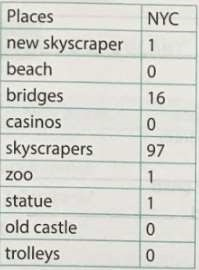 Places NYC
new skyscraper 1
beach 0
bridges 16
casinos 0
skyscrapers 97
zoo 1
statue 1
old castle 0
trolleys 0